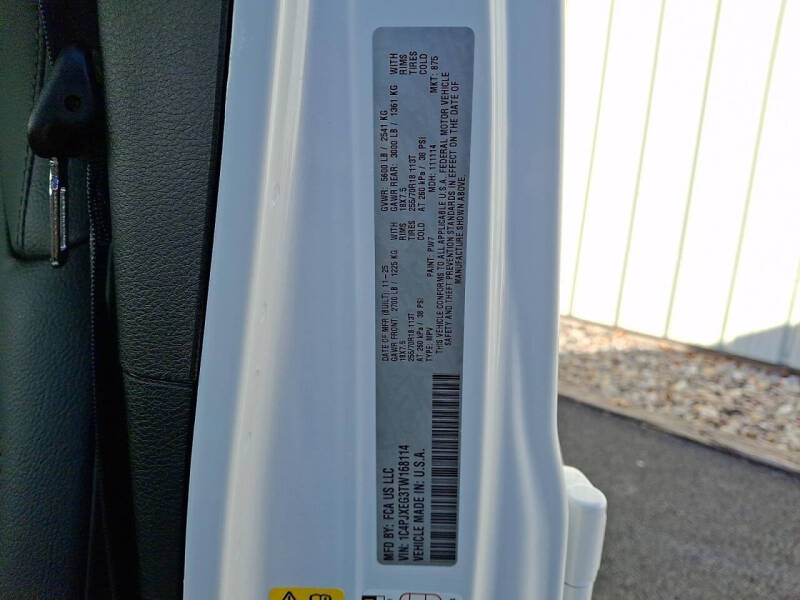 MFD BY: FCA US LLC
DATE OF MFR (BUILT) 11-25
GVWR: 5600 LB / 2541 KG
GAWR FRONT: 2700 LB / 1225 KG WITH
18X7.5 RIMS
255/70R18 113T TIRES
AT 260 kPa / 38 PSI COLD
GAWR REAR: 3000 LB / 1361 KG WITH
18X7.5 RIMS
255/70R18 113T TIRES
AT 260 kPa / 38 PSI COLD
VIN: 1C4PJXEG3TW168114
TYPE: MPV
PAINT: PW7
MDH: 111114
MKT: 875
VEHICLE MADE IN: U.S.A.
THIS VEHICLE CONFORMS TO ALL APPLICABLE U.S.A. FEDERAL MOTOR VEHICLE
SAFETY AND THEFT PREVENTION STANDARDS IN EFFECT ON THE DATE OF
MANUFACTURE SHOWN ABOVE.